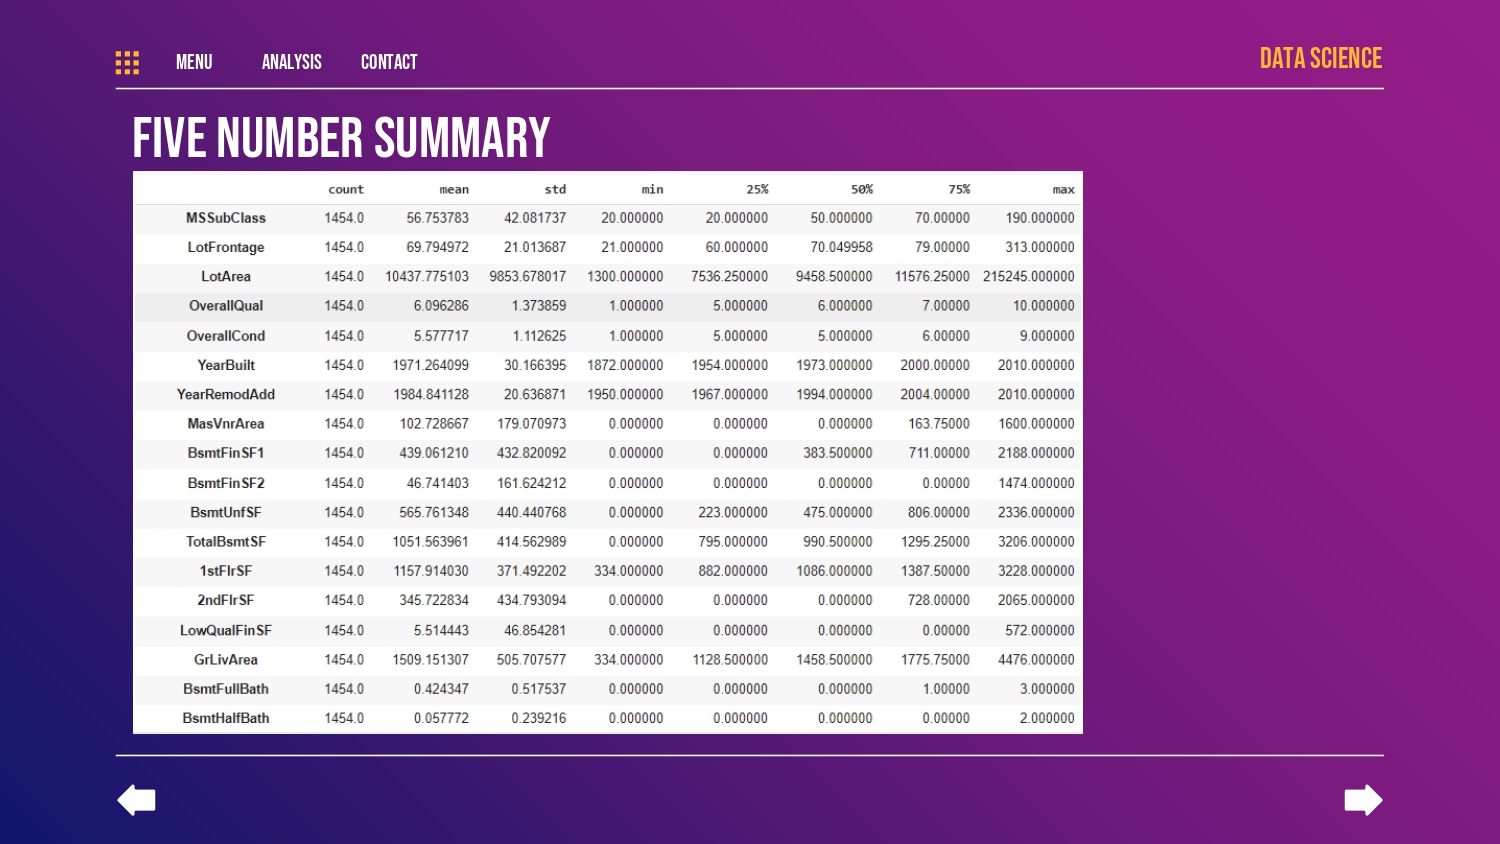 MENU ANALYSIS CONTACT DATA SCIENCE
FIVE NUMBER SUMMARY
count mean std min 25% 50% 75% max
MSSubClass 1454.0 56.753783 42.081737 20.000000 20.000000 50.000000 70.00000 190.000000
LotFrontage 1454.0 69.794972 21.013687 21.000000 60.000000 70.049958 79.00000 313.000000
LotArea 1454.0 10437.775103 9853.678017 1300.000000 7536.250000 9458.500000 11576.25000 215245.000000
OverallQual 1454.0 6.096286 1.373859 1.000000 5.000000 6.000000 7.00000 10.000000
OverallCond 1454.0 5.577717 1.112625 1.000000 5.000000 5.000000 6.00000 9.000000
YearBuilt 1454.0 1971.264099 30.166395 1872.000000 1954.000000 1973.000000 2000.00000 2010.000000
YearRemodAdd 1454.0 1984.841128 20.636871 1950.000000 1967.000000 1994.000000 2004.00000 2010.000000
MasVnrArea 1454.0 102.728667 179.070973 0.000000 0.000000 0.000000 163.75000 1600.000000
BsmtFinSF1 1454.0 439.061210 432.820092 0.000000 0.000000 383.500000 711.00000 2188.000000
BsmtFinSF2 1454.0 46.741403 161.624212 0.000000 0.000000 0.000000 0.00000 1474.000000
BsmtUnfSF 1454.0 565.761348 440.440768 0.000000 223.000000 475.000000 806.00000 2336.000000
TotalBsmtSF 1454.0 1051.563961 414.562989 0.000000 795.000000 990.500000 1295.25000 3206.000000
1stFlrSF 1454.0 1157.914030 371.492202 334.000000 882.000000 1086.000000 1387.50000 3228.000000
2ndFlrSF 1454.0 345.722834 434.793094 0.000000 0.000000 0.000000 728.00000 2065.000000
LowQualFinSF 1454.0 5.514443 46.854281 0.000000 0.000000 0.000000 0.00000 572.000000
GrLivArea 1454.0 1509.151307 505.707577 334.000000 1128.500000 1458.500000 1775.75000 4476.000000
BsmtFullBath 1454.0 0.424347 0.517537 0.000000 0.000000 0.000000 1.00000 3.000000
BsmtHalfBath 1454.0 0.057772 0.239216 0.000000 0.000000 0.000000 0.00000 2.000000